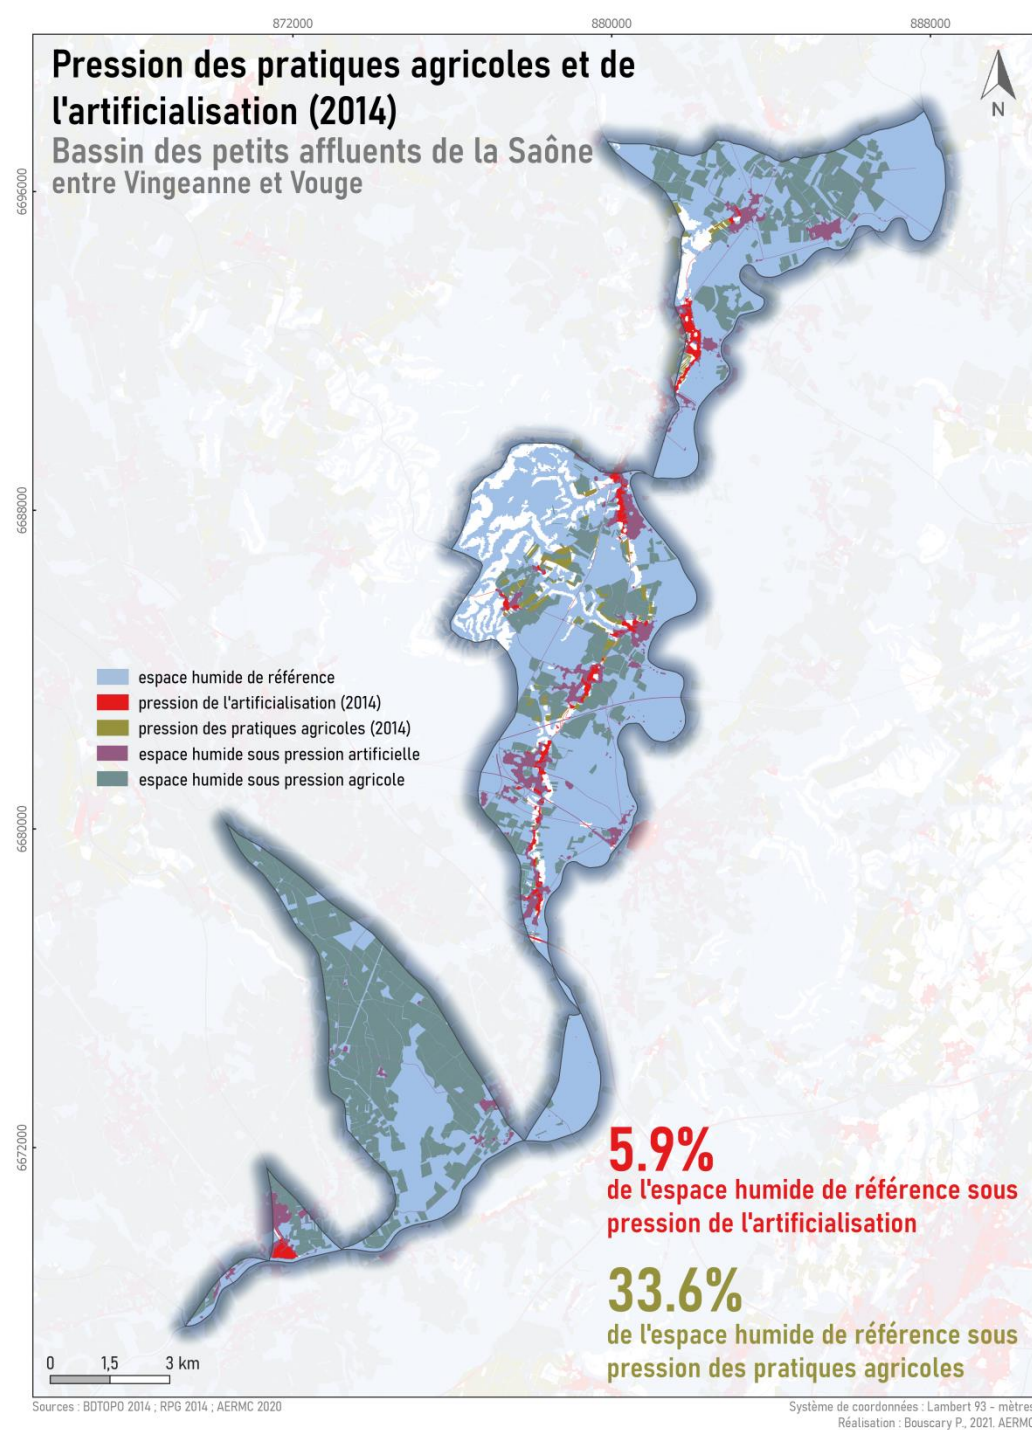 872000
880000
888000
Pression des pratiques agricoles et de
l'artificialisation (2014)
Bassin des petits affluents de la Saône
entre Vingeanne et Vouge
N
6696000
6688000
espace humide de référence
pression de l'artificialisation (2014)
pression des pratiques agricoles (2014)
espace humide sous pression artificielle
espace humide sous pression agricole
6680000
6672000
5.9%
de l'espace humide de référence sous
pression de l'artificialisation
33.6%
de l'espace humide de référence sous
pression des pratiques agricoles
0 1,5 3 km
Sources : BDTOPO 2014 ; RPG 2014 ; AERMC 2020
Système de coordonnées : Lambert 93 - mètres
Réalisation : Bouscary P., 2021. AERMC